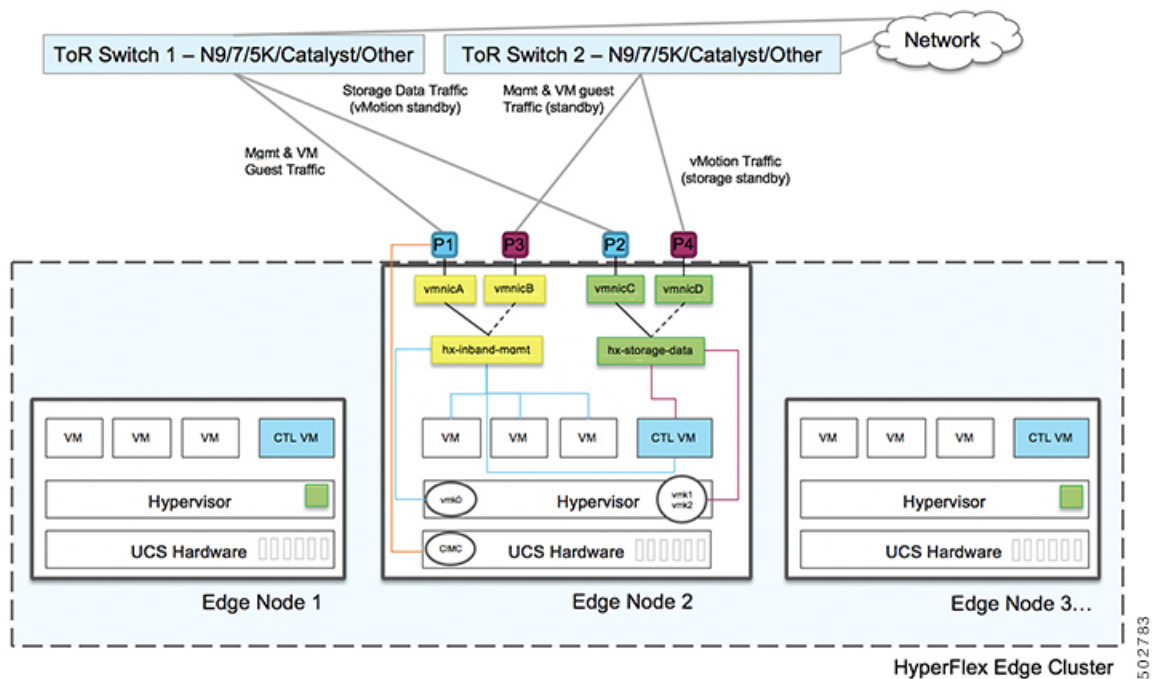 Network
ToR Switch 1 – N9/7/5K/Catalyst/Other
ToR Switch 2 – N9/7/5K/Catalyst/Other
Storage Data Traffic
(vMotion standby)
Mgmt & VM guest
Traffic (standby)
Mgmt & VM
Guest Traffic
vMotion Traffic
(storage standby)
P1
P3
P2
P4
vmnicA
vmnicB
vmnicC
vmnicD
hx-inband-mgmt
hx-storage-data
VM
VM
VM
CTL VM
Hypervisor
UCS Hardware
Edge Node 1
VM
VM
VM
CTL VM
vmk0
Hypervisor
vmk1
vmk2
CIMC
UCS Hardware
Edge Node 2
VM
VM
VM
CTL VM
Hypervisor
UCS Hardware
Edge Node 3...
HyperFlex Edge Cluster
502783